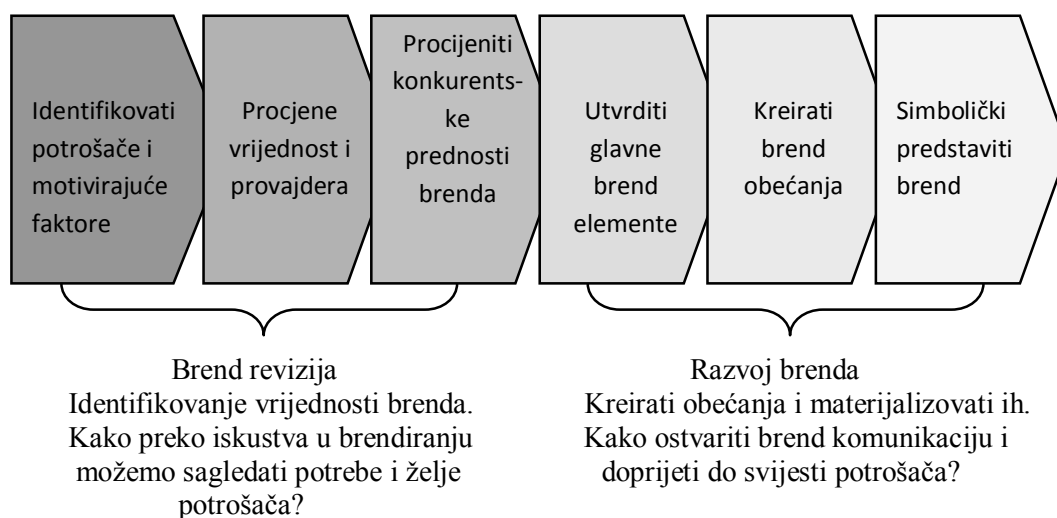 Identifikovati
potrošače i
motivirajuće
faktore
Procjene
vrijednost i
provajdera
Procijeniti
konkurents-
ke
prednosti
brenda
Utvrditi
glavne
brend
elemente
Kreirati
brend
obećanja
Simbolički
predstaviti
brend
Brend revizija
Identifikovanje vrijednosti brenda.
Kako preko iskustva u brendiranju
možemo sagledati potrebe i želje
potrošača?
Razvoj brenda
Kreirati obećanja i materijalizovati ih.
Kako ostvariti brend komunikaciju i
doprijeti do svijesti potrošača?